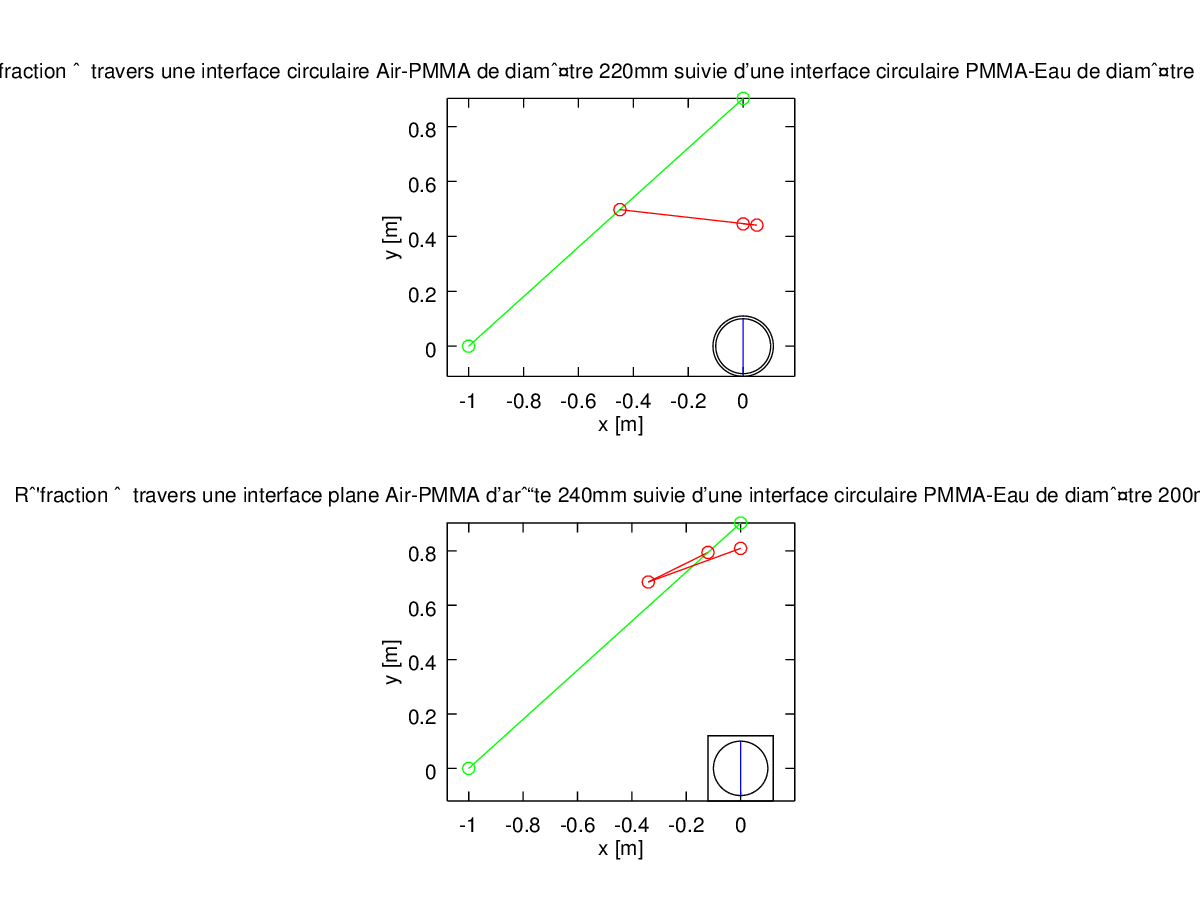 fraction ˆ  travers une interface circulaire Air-PMMA de diamˆ¤tre 220mm suivie d’une interface circulaire PMMA-Eau de diamˆ¤tre
0.8
0.6
0.4
0.2
0
y [m]
-1 -0.8 -0.6 -0.4 -0.2 0
x [m]
Rˆ'fraction ˆ  travers une interface plane Air-PMMA d'arˆ“te 240mm suivie d’une interface circulaire PMMA-Eau de diamˆ¤tre 200r
0.8
0.6
0.4
0.2
0
y [m]
-1 -0.8 -0.6 -0.4 -0.2 0
x [m]